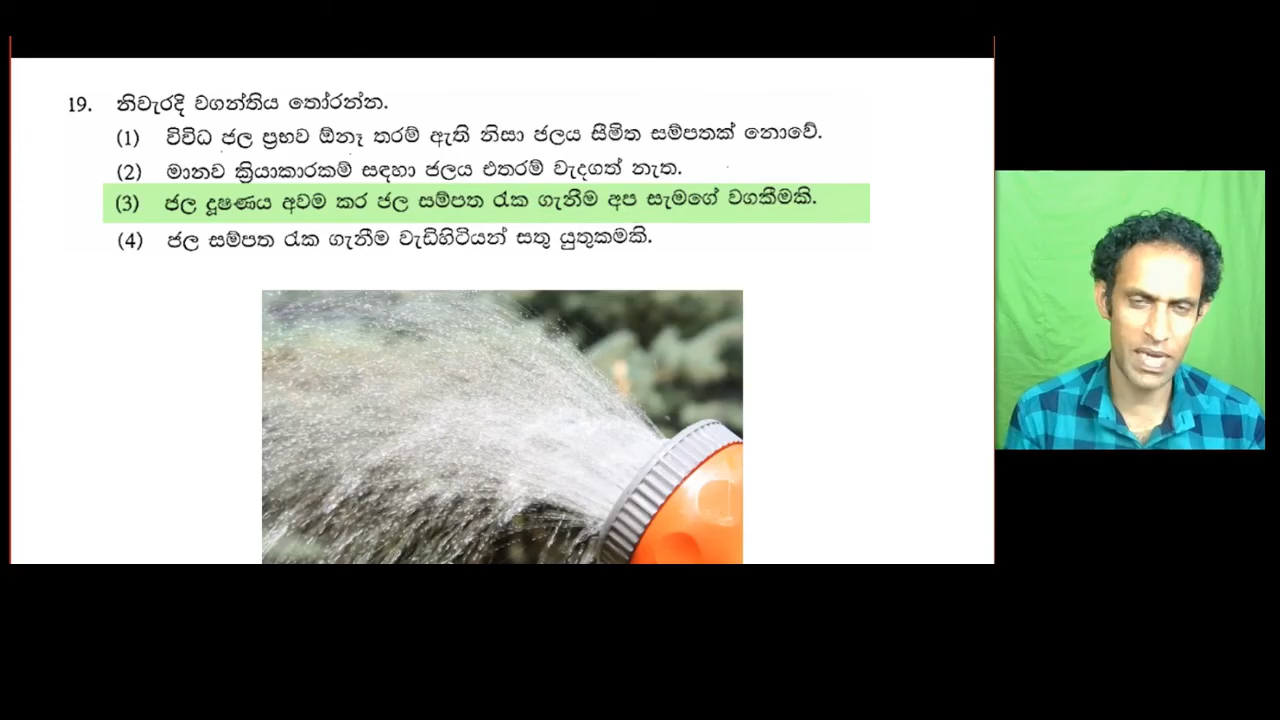 19. නිවැරදි වගන්තිය තෝරන්න.
(1) විවිධ ජල ප්‍රභව ඕනෑ තරම් ඇති නිසා ජලය සීමිත සම්පතක් නොවේ.
(2) මානව ක්‍රියාකාරකම් සඳහා ජලය එතරම් වැදගත් නැත.
(3) ජල දූෂණය අවම කර ජල සම්පත රැක ගැනීම අප සැමගේ වගකීමකි.
(4) ජල සම්පත රැක ගැනීම වැඩිහිටියන් සතු යුතුකමකි.